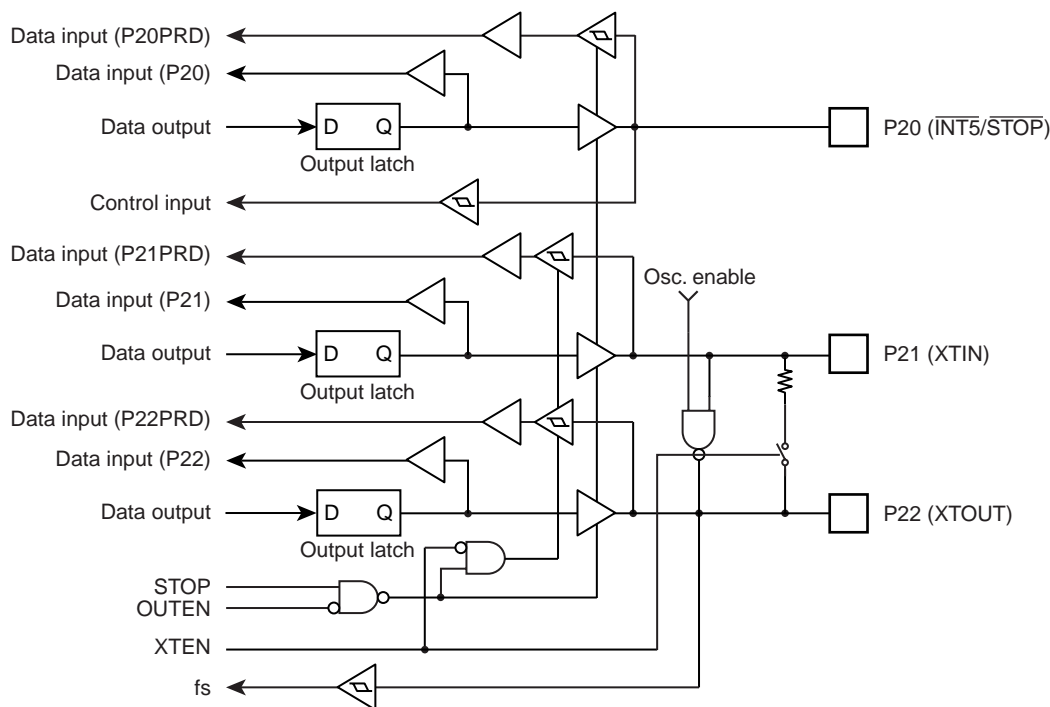 Data input (P20PRD)
Data input (P20)
Data output
D Q
Output latch
P20 (INT5/STOP)
Control input
Data input (P21PRD)
Osc. enable
Data input (P21)
Data output
D Q
Output latch
P21 (XTIN)
Data input (P22PRD)
Data input (P22)
Data output
D Q
Output latch
P22 (XTOUT)
STOP
OUTEN
XTEN
fs